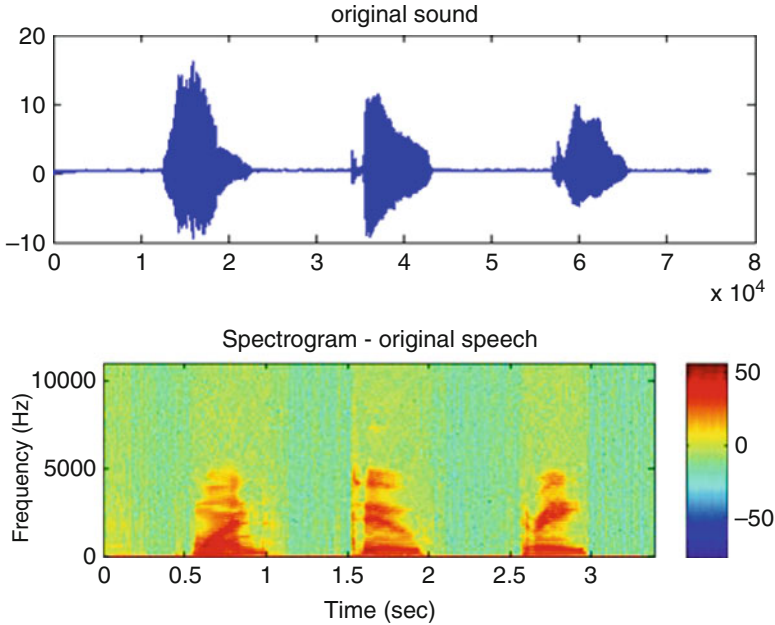 original sound
20
10
0
–10
0 1 2 3 4 5 6 7 8
x 10⁴
Spectrogram - original speech
Frequency (Hz)
10000
5000
0
0 0.5 1 1.5 2 2.5 3
Time (sec)
50
0
–50